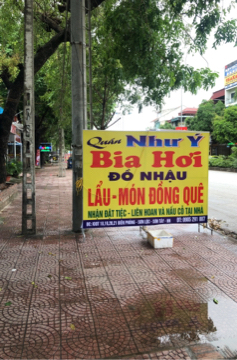 Quán Như Ý
Bia Hơi
ĐỒ NHẬU
LẨU - MÓN ĐỒNG QUÊ
NHẬN ĐẶT TIỆC - LIÊN HOAN VÀ NẤU CỖ TẠI NHÀ